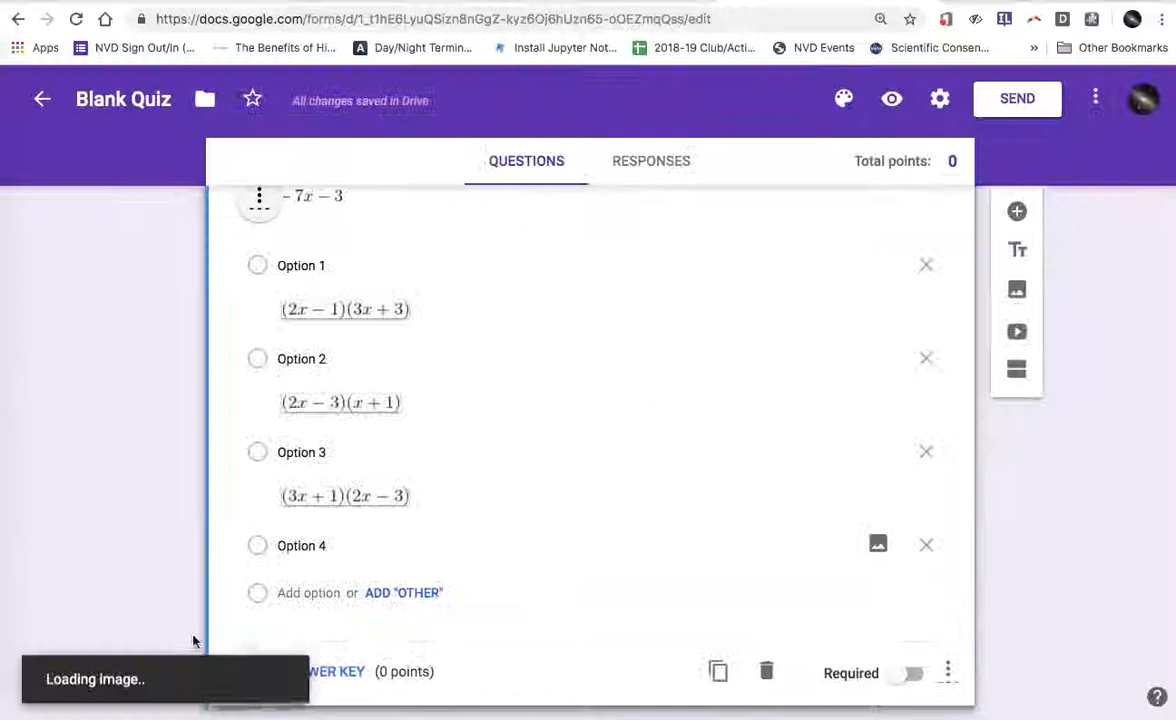 https://docs.google.com/forms/d/1_t1hE6LyuQSizn8nGgZ-kyz6Oj6hUzn65-oQEZmqQss/edit
Apps NVD Sign Out/In (... The Benefits of Hi... Day/Night Termin... Install Jupyter Not... 2018-19 Club/Acti... NVD Events Scientific Consen... » Other Bookmarks
Blank Quiz All changes saved in Drive SEND
QUESTIONS RESPONSES Total points: 0
− 7x − 3
Option 1
(2x − 1)(3x + 3)
Option 2
(2x − 3)(x + 1)
Option 3
(3x + 1)(2x − 3)
Option 4
Add option or ADD "OTHER"
WER KEY (0 points) Required
Loading image..